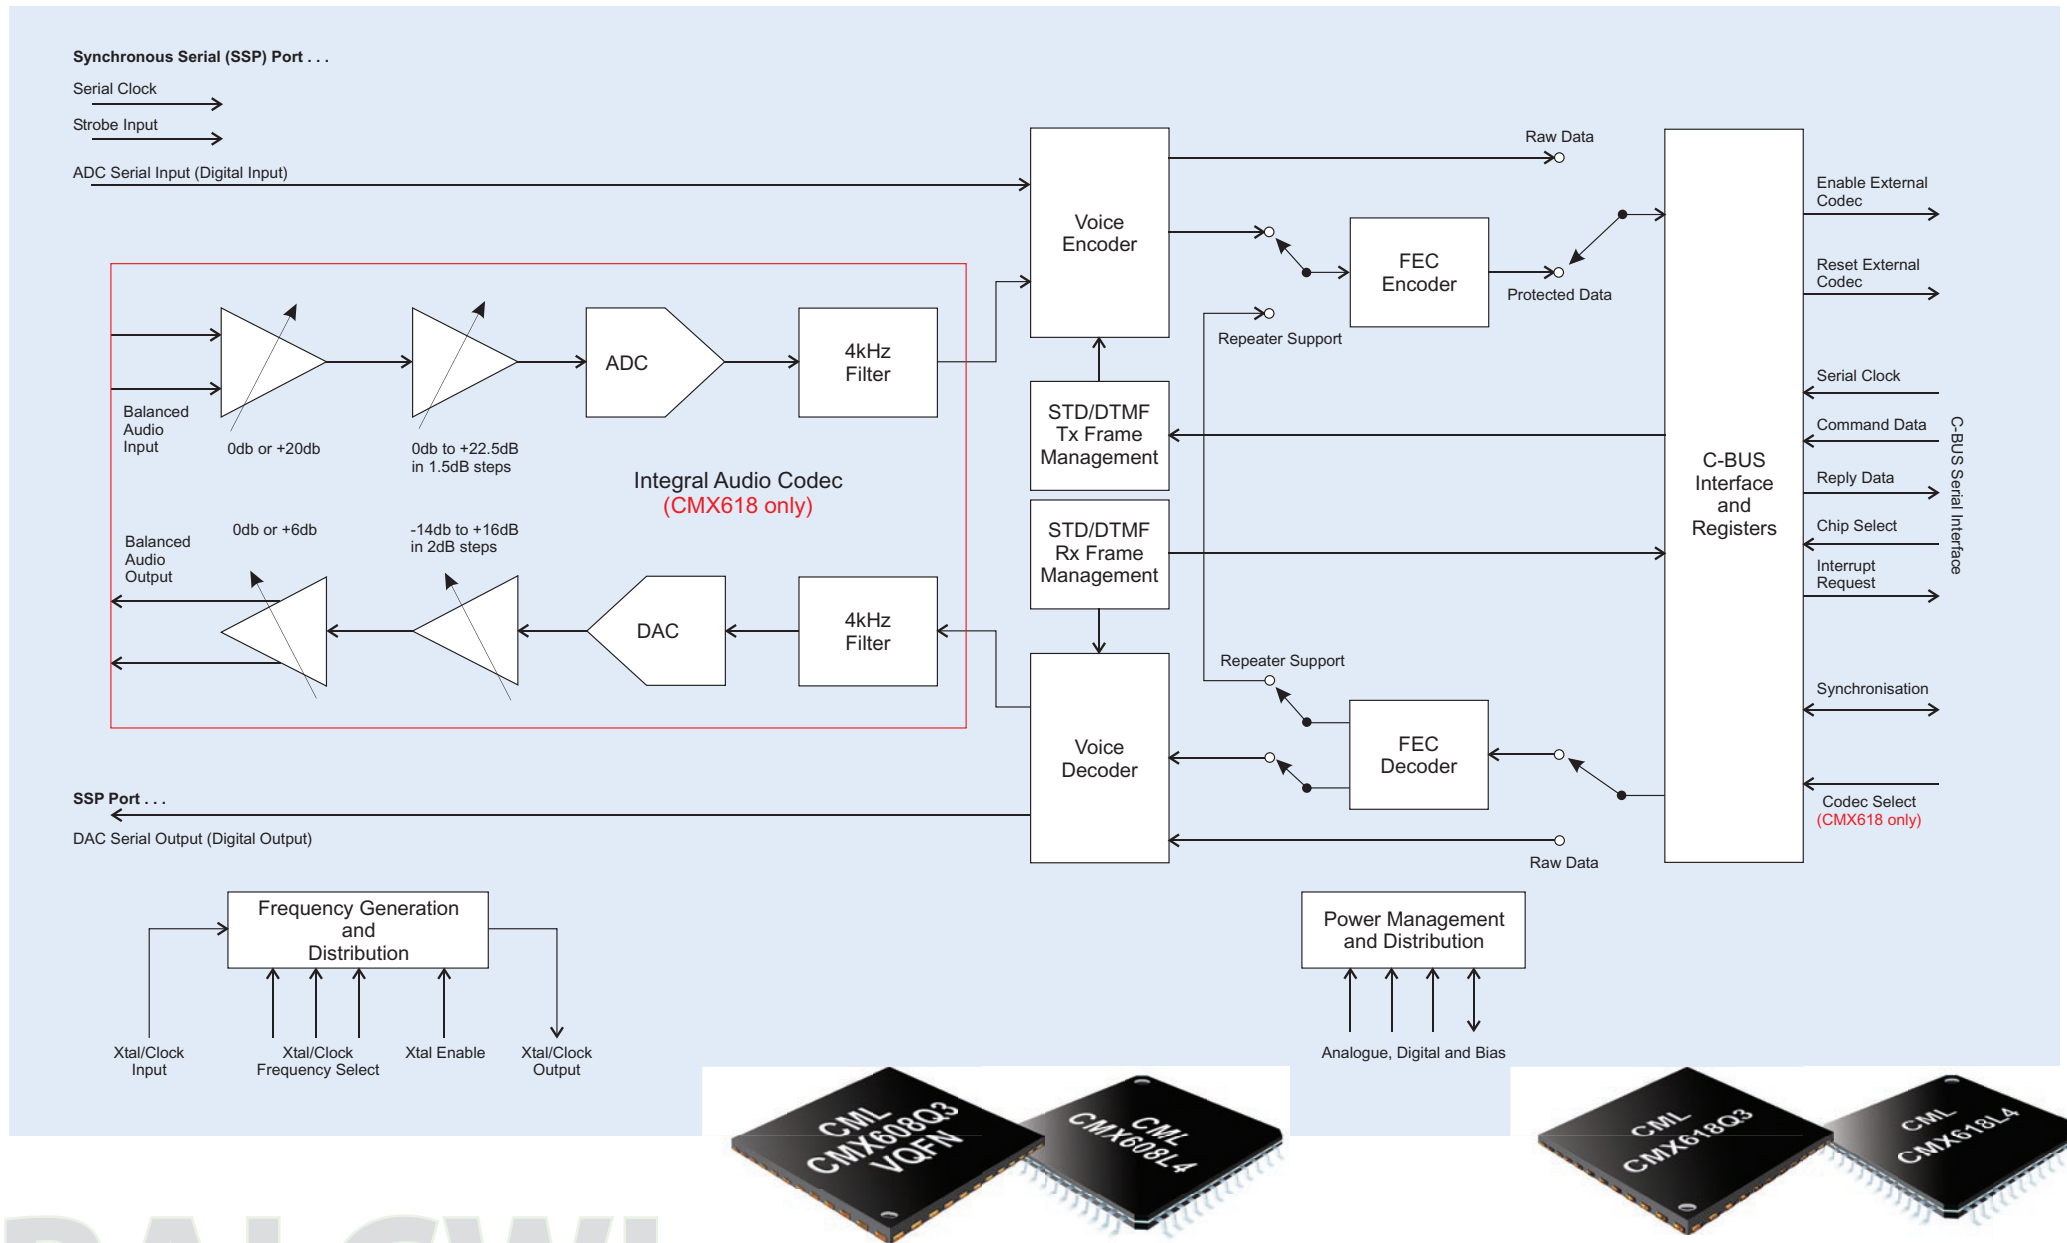 Synchronous Serial (SSP) Port . . .
Serial Clock
Strobe Input
ADC Serial Input (Digital Input)
Balanced
Audio
Input
0db or +20db
0db to +22.5dB
in 1.5dB steps
ADC
4kHz
Filter
Integral Audio Codec
(CMX618 only)
Balanced
Audio
Output
0db or +6db
-14db to +16dB
in 2dB steps
DAC
4kHz
Filter
SSP Port . . .
DAC Serial Output (Digital Output)
Voice
Encoder
STD/DTMF
Tx Frame
Management
STD/DTMF
Rx Frame
Management
Voice
Decoder
Raw Data
FEC
Encoder
Protected Data
Repeater Support
Repeater Support
FEC
Decoder
Raw Data
C-BUS
Interface
and
Registers
Enable External
Codec
Reset External
Codec
Serial Clock
Command Data
Reply Data
Chip Select
Interrupt
Request
C-BUS Serial Interface
Synchronisation
Codec Select
(CMX618 only)
Frequency Generation
and
Distribution
Xtal/Clock
Input
Xtal/Clock
Frequency Select
Xtal Enable
Xtal/Clock
Output
Power Management
and Distribution
Analogue, Digital and Bias
CML
CMX608Q3
VQFN
CML
CMX608L4
CML
CMX618Q3
CML
CMX618L4